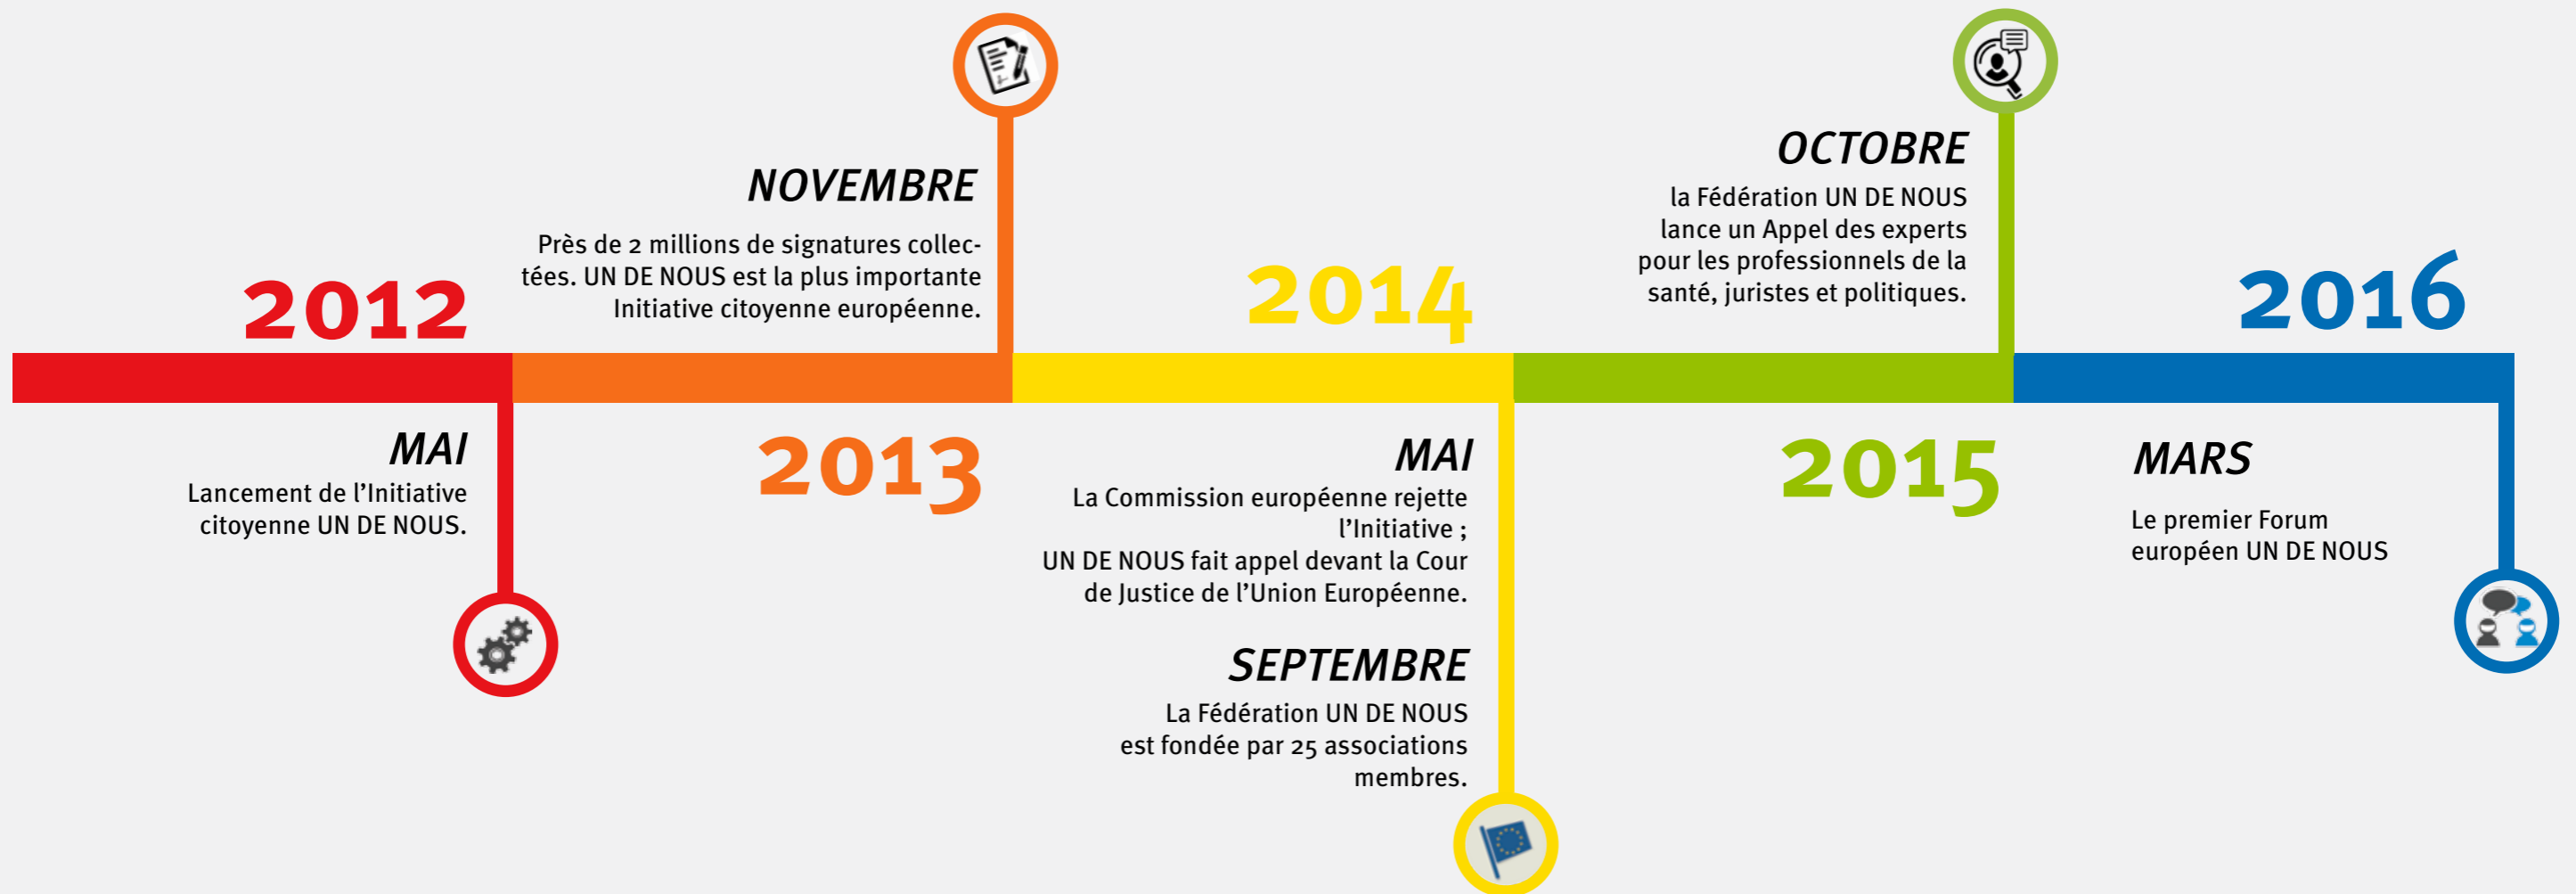 2012
MAI
Lancement de l’Initiative
citoyenne UN DE NOUS.
NOVEMBRE
Près de 2 millions de signatures collec-
tées. UN DE NOUS est la plus importante
Initiative citoyenne européenne.
2013
2014
MAI
La Commission européenne rejette
l’Initiative ;
UN DE NOUS fait appel devant la Cour
de Justice de l’Union Européenne.
SEPTEMBRE
La Fédération UN DE NOUS
est fondée par 25 associations
membres.
OCTOBRE
la Fédération UN DE NOUS
lance un Appel des experts
pour les professionnels de la
santé, juristes et politiques.
2015
2016
MARS
Le premier Forum
européen UN DE NOUS